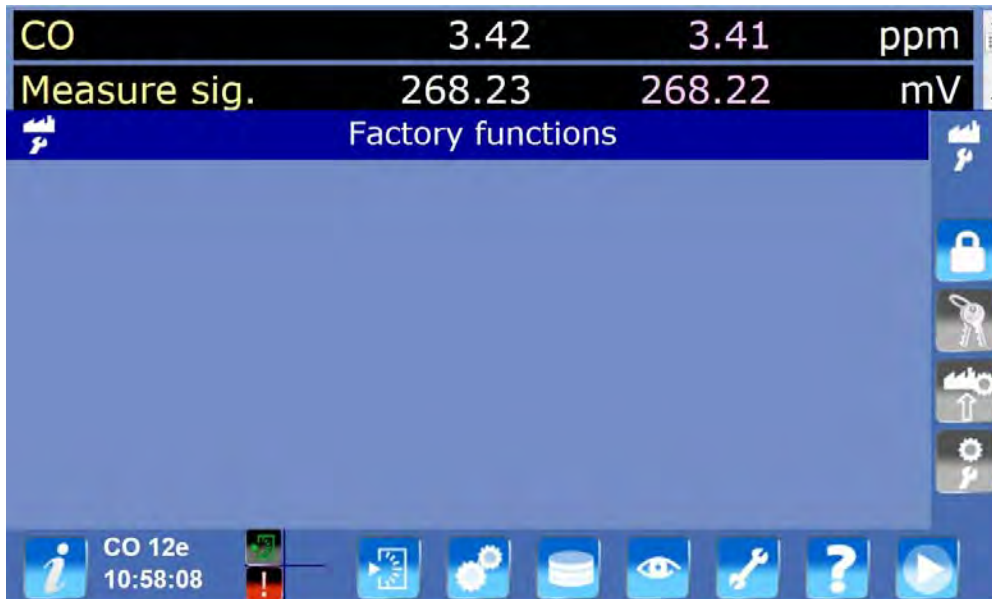 CO 3.42 3.41 ppm
Measure sig. 268.23 268.22 mV
Factory functions
CO 12e
10:58:08